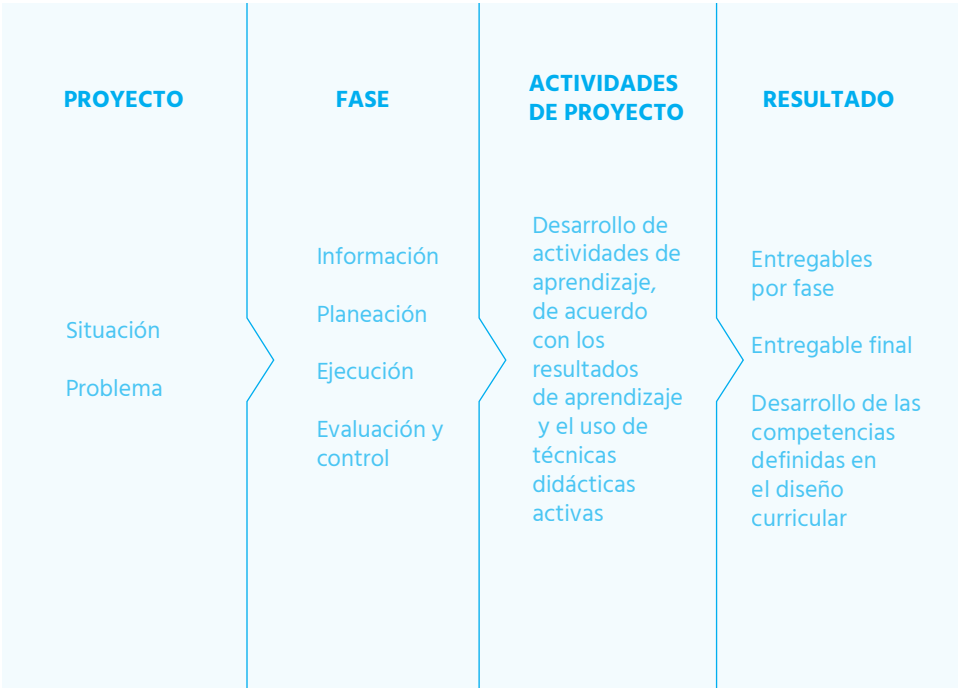 PROYECTO
Situación
Problema
FASE
Información
Planeación
Ejecución
Evaluación y
control
ACTIVIDADES
DE PROYECTO
Desarrollo de
actividades de
aprendizaje,
de acuerdo
con los
resultados
de aprendizaje
y el uso de
técnicas
didácticas
activas
RESULTADO
Entregables
por fase
Entregable final
Desarrollo de las
competencias
definidas en
el diseño
curricular